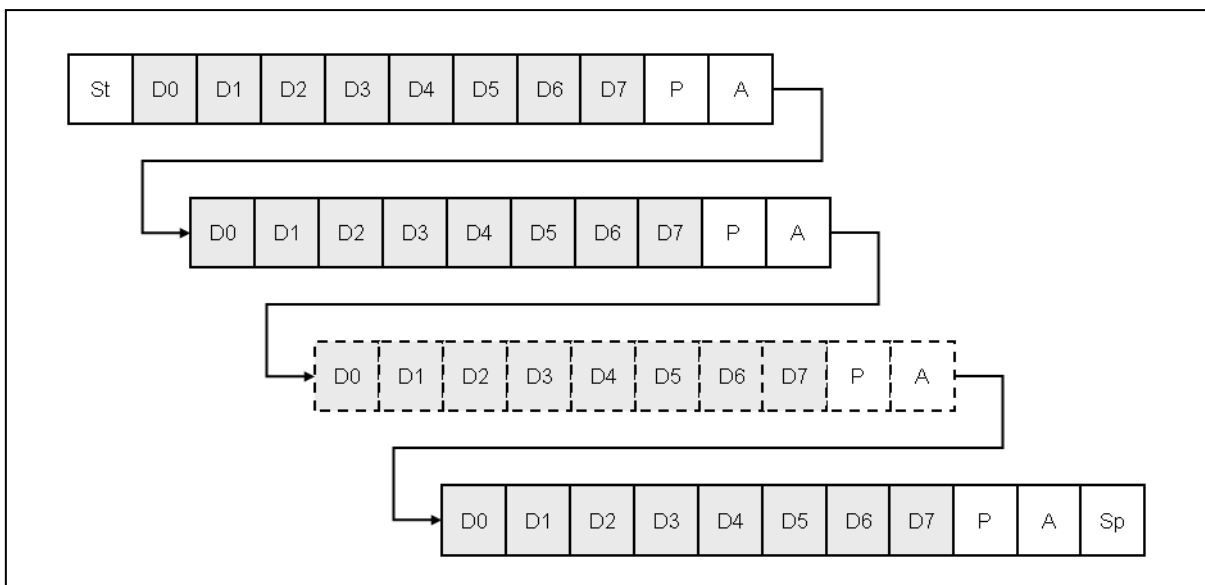 St D0 D1 D2 D3 D4 D5 D6 D7 P A
D0 D1 D2 D3 D4 D5 D6 D7 P A
D0 D1 D2 D3 D4 D5 D6 D7 P A
D0 D1 D2 D3 D4 D5 D6 D7 P A Sp